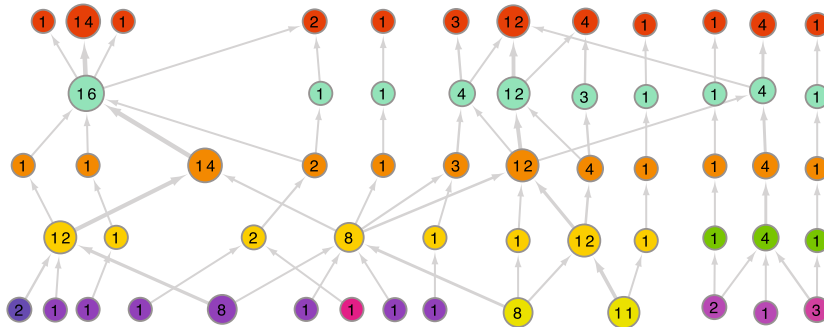 1 14 1 2 1 3 12 4 1 1 4 1
16 1 1 4 12 3 1 1 4 1
1 1 14 2 1 3 12 4 1 1 4 1
12 1 2 8 1 1 12 1 1 4 1
2 1 1 1 8 1 1 1 1 8 11 2 1 3